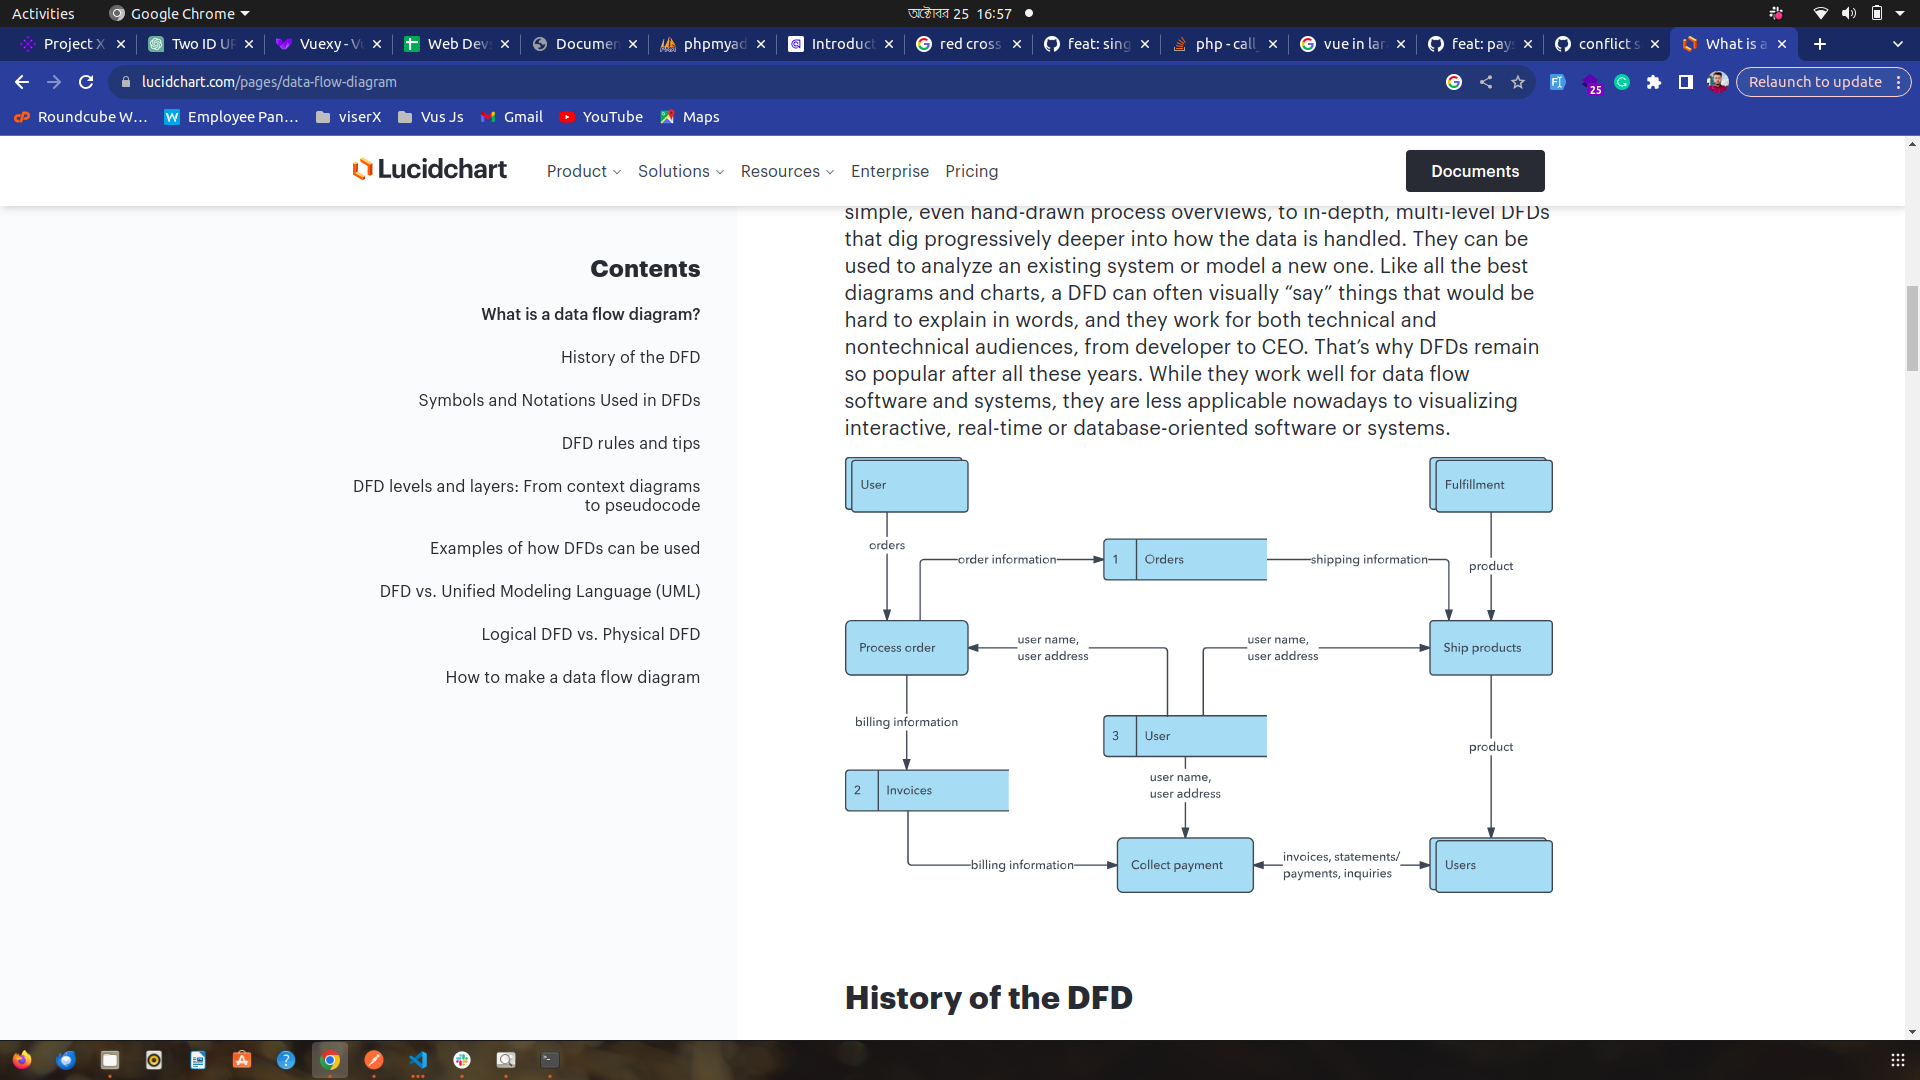 Activities
Google Chrome
অক্টোবর 25 16:57
Project X
Two ID UP
Vuexy - Vu
Web Dev
Documen
phpmyad
Introduct
red cross
feat: sing
php - call
vue in lar
feat: pay
conflict s
What is a
lucidchart.com/pages/data-flow-diagram
25
Relaunch to update
Roundcube W...
Employee Pan...
viserX
Vus Js
Gmail
YouTube
Maps
Lucidchart
Product
Solutions
Resources
Enterprise
Pricing
Documents
Contents
What is a data flow diagram?
History of the DFD
Symbols and Notations Used in DFDs
DFD rules and tips
DFD levels and layers: From context diagrams
to pseudocode
Examples of how DFDs can be used
DFD vs. Unified Modeling Language (UML)
Logical DFD vs. Physical DFD
How to make a data flow diagram
simple, even hand-drawn process overviews, to in-depth, multi-level DFDs
that dig progressively deeper into how the data is handled. They can be
used to analyze an existing system or model a new one. Like all the best
diagrams and charts, a DFD can often visually “say” things that would be
hard to explain in words, and they work for both technical and
nontechnical audiences, from developer to CEO. That’s why DFDs remain
so popular after all these years. While they work well for data flow
software and systems, they are less applicable nowadays to visualizing
interactive, real-time or database-oriented software or systems.
User
Fulfillment
orders
order information
1 Orders
shipping information
product
Process order
user name,
user address
user name,
user address
Ship products
billing information
3 User
product
user name,
user address
2 Invoices
billing information
Collect payment
invoices, statements/
payments, inquiries
Users
History of the DFD